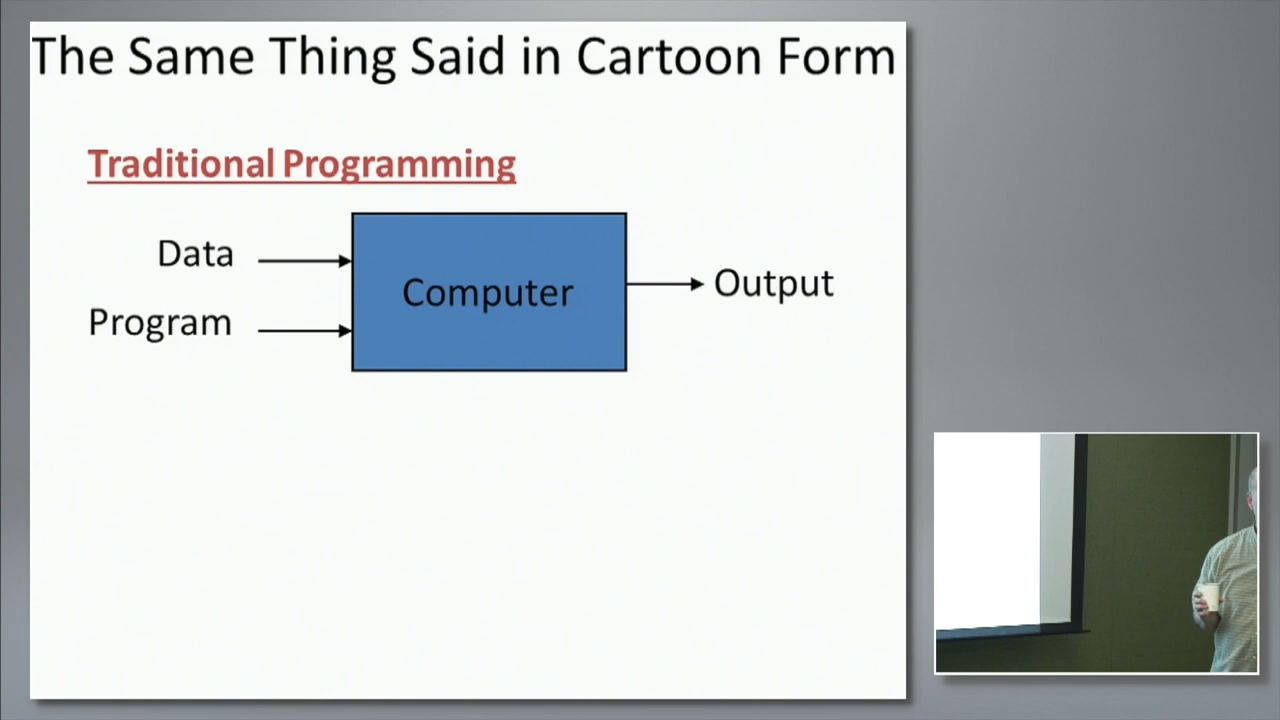 The Same Thing Said in Cartoon Form
Traditional Programming
Data
Program
Computer
Output